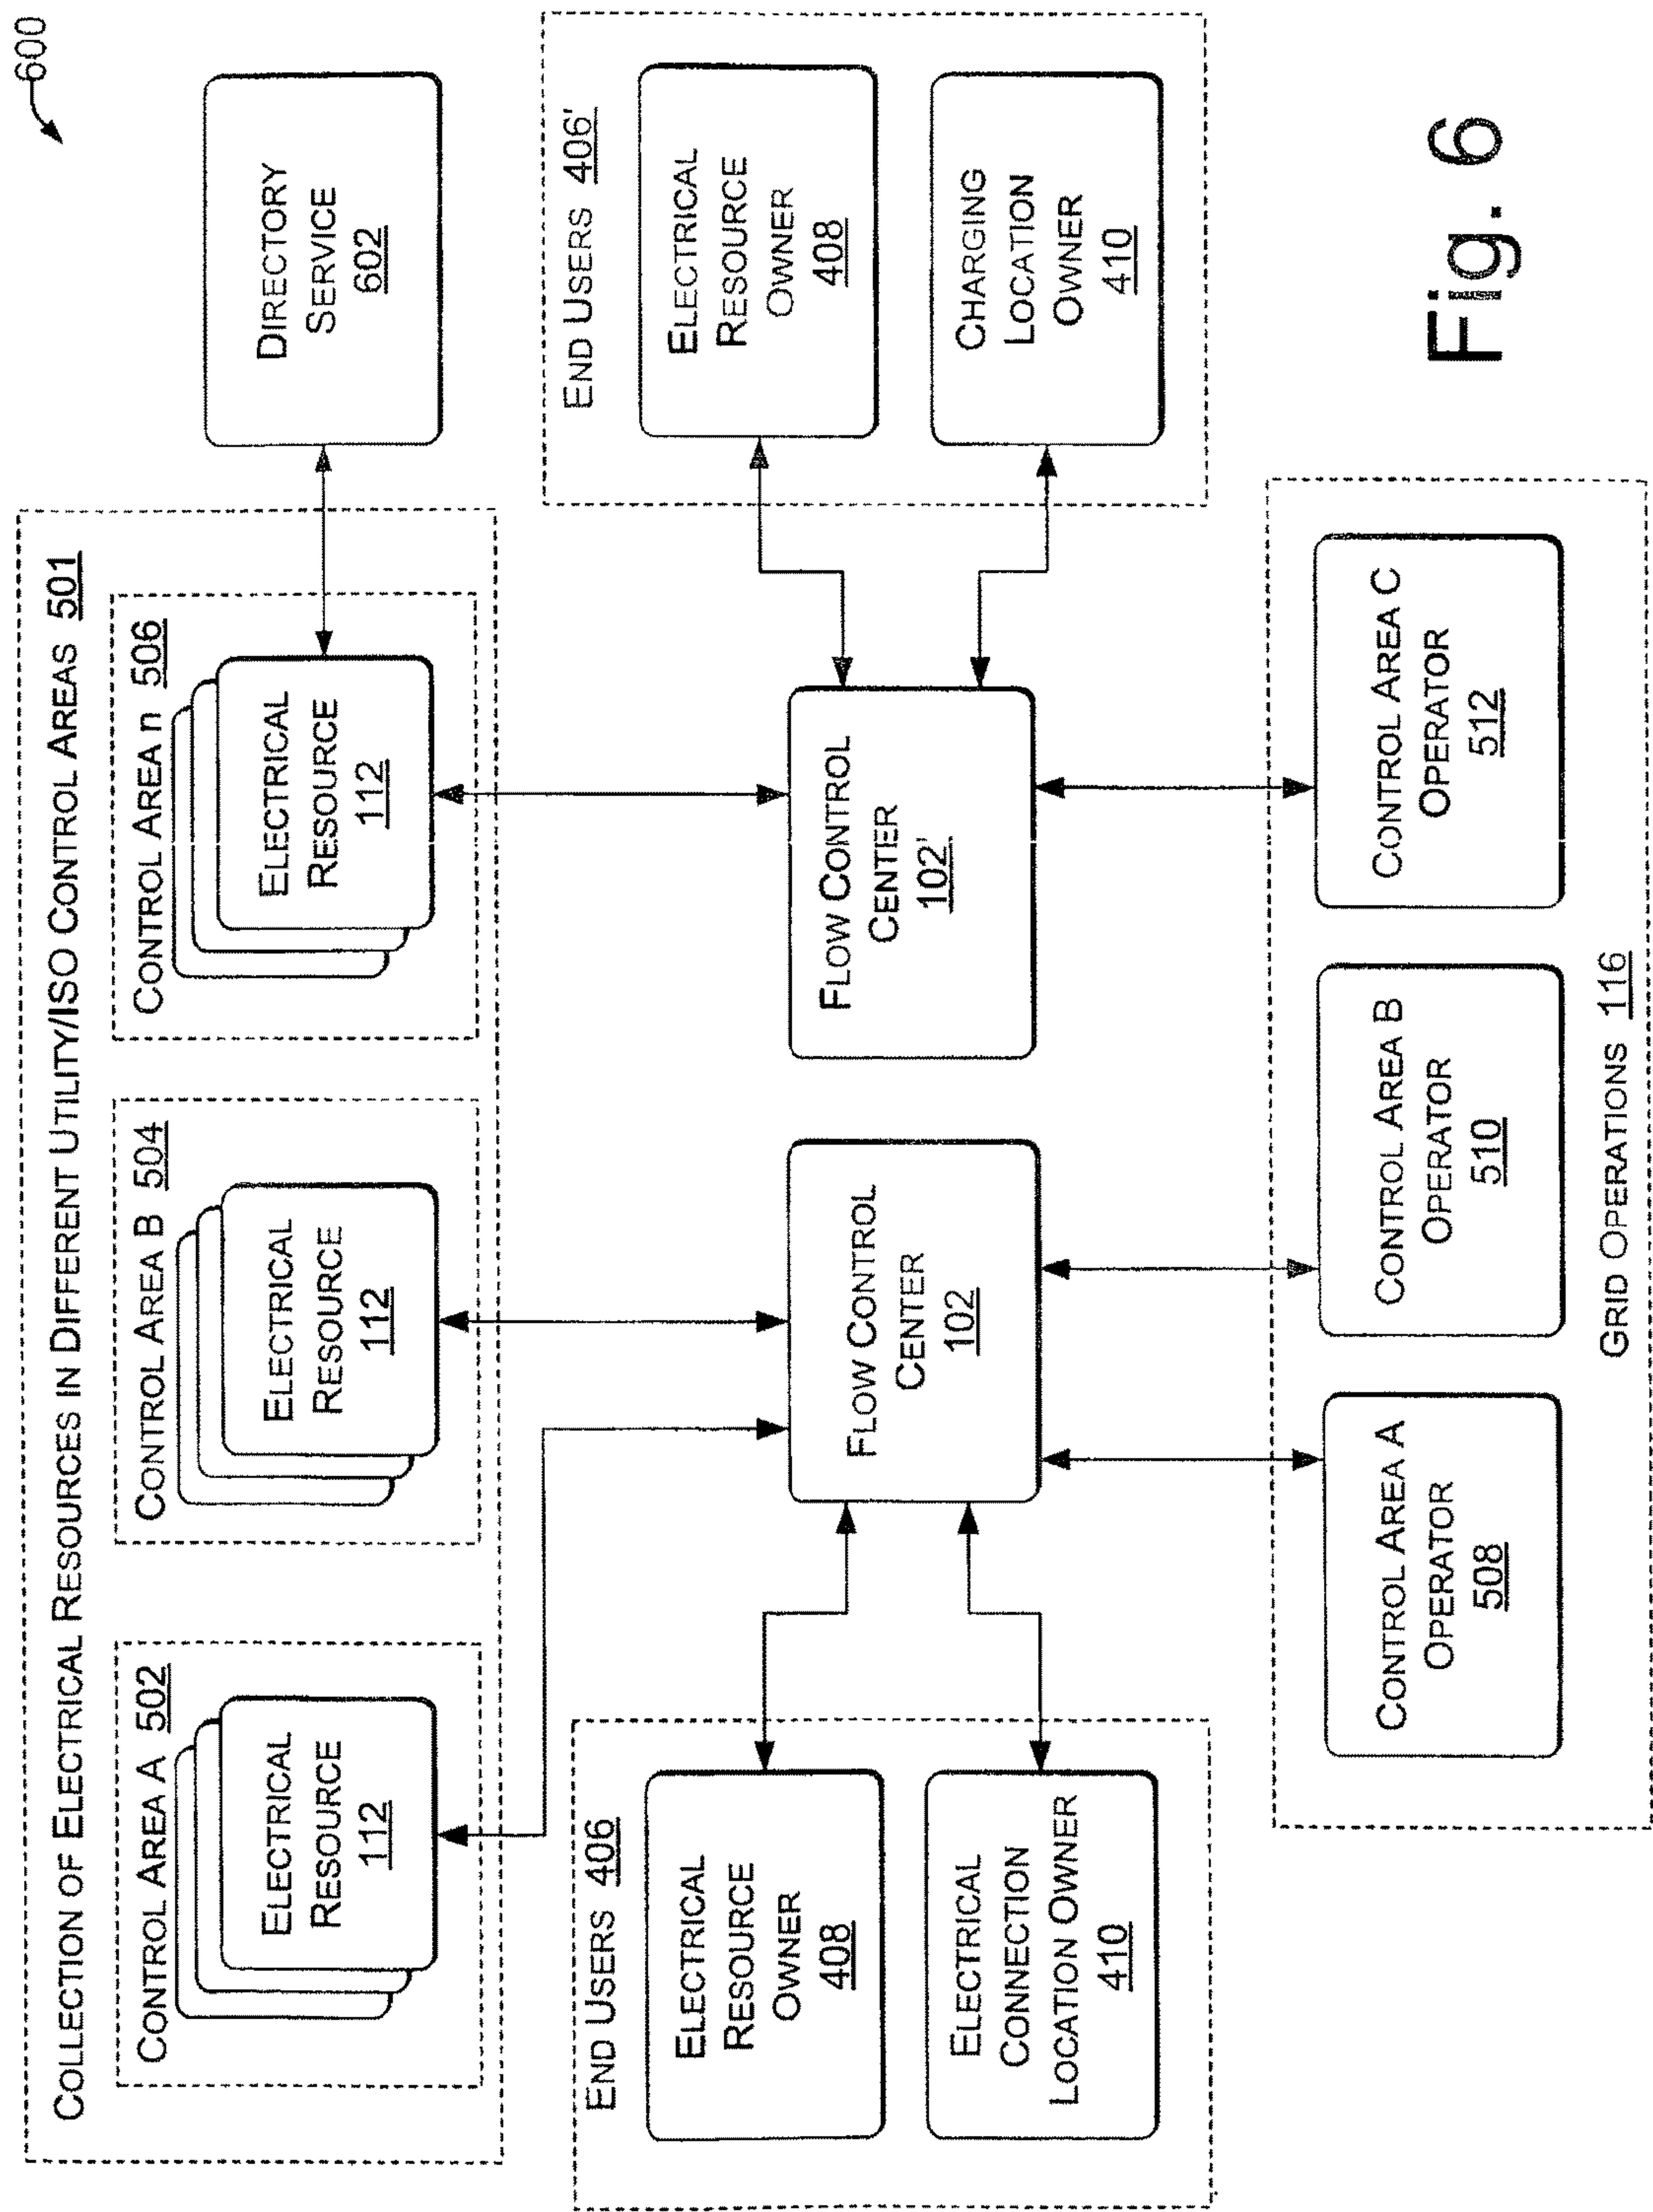 600
COLLECTION OF ELECTRICAL RESOURCES IN DIFFERENT UTILITY/ISO CONTROL AREAS 501
CONTROL AREA A 502
ELECTRICAL
RESOURCE
112
CONTROL AREA B 504
ELECTRICAL
RESOURCE
112
CONTROL AREA n 506
ELECTRICAL
RESOURCE
112
DIRECTORY
SERVICE
602
END USERS 406
ELECTRICAL
RESOURCE
OWNER
408
ELECTRICAL
CONNECTION
LOCATION OWNER
410
FLOW CONTROL
CENTER
102
FLOW CONTROL
CENTER
102'
END USERS 406'
ELECTRICAL
RESOURCE
OWNER
408
CHARGING
LOCATION
OWNER
410
CONTROL AREA A
OPERATOR
508
CONTROL AREA B
OPERATOR
510
CONTROL AREA C
OPERATOR
512
GRID OPERATIONS 116
Fig. 6